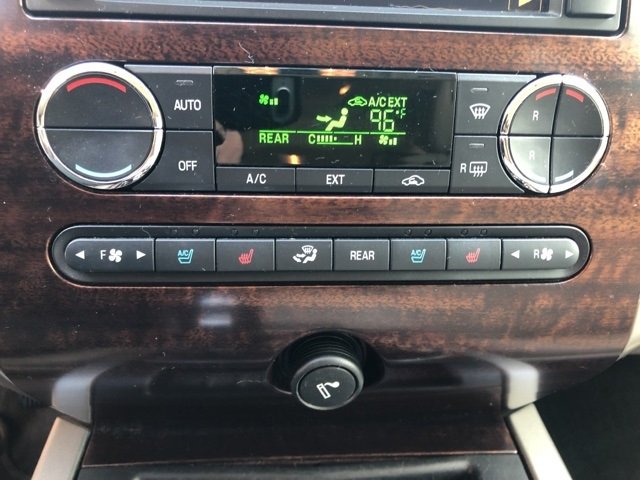 AUTO
A/C EXT
96°F
REAR C H
OFF
A/C EXT
R
R
R
F A/C REAR A/C R